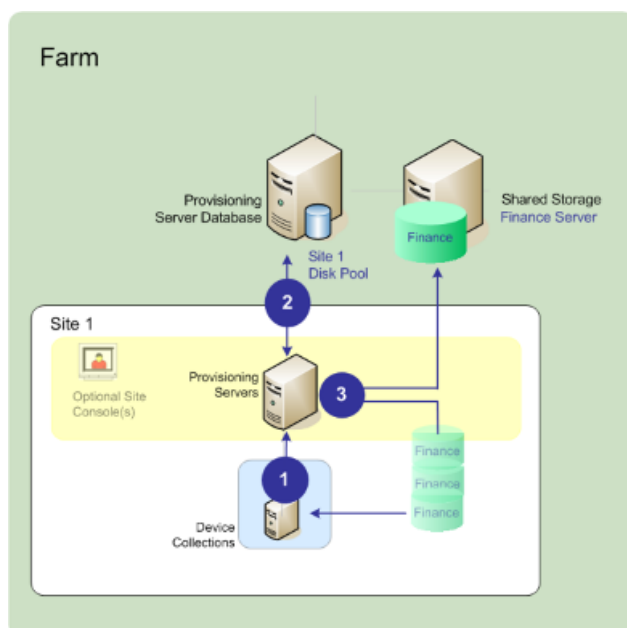 Farm
Provisioning
Server Database
Site 1
Disk Pool
Finance
Shared Storage
Finance Server
2
Site 1
Optional Site
Console(s)
Provisioning
Servers
3
Finance
Finance
Finance
1
Device
Collections